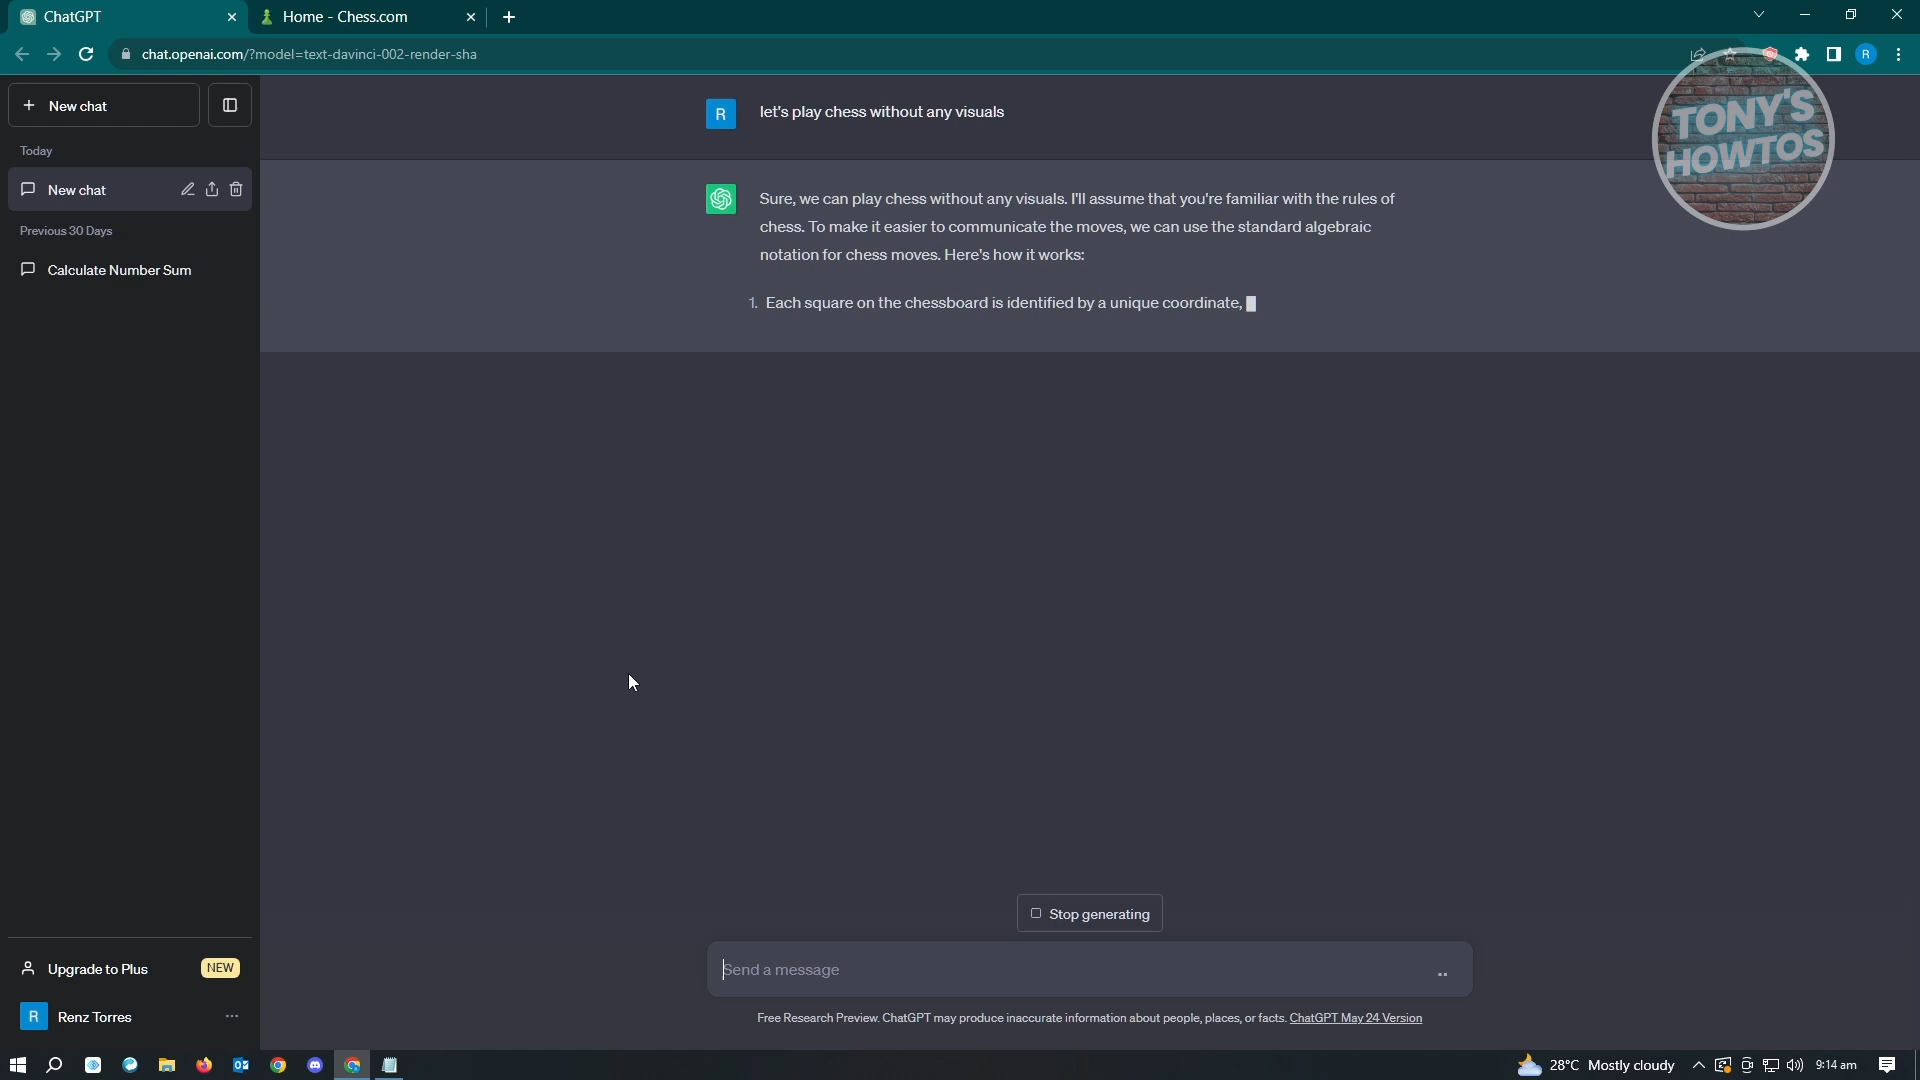 ChatGPT
Home - Chess.com
chat.openai.com/?model=text-davinci-002-render-sha
R
TONY'S
HOWTOS
New chat
Today
New chat
Previous 30 Days
Calculate Number Sum
R
let's play chess without any visuals
Sure, we can play chess without any visuals. I'll assume that you're familiar with the rules of
chess. To make it easier to communicate the moves, we can use the standard algebraic
notation for chess moves. Here's how it works:
1. Each square on the chessboard is identified by a unique coordinate,
Stop generating
Send a message
Free Research Preview. ChatGPT may produce inaccurate information about people, places, or facts. ChatGPT May 24 Version
Upgrade to Plus
NEW
R
Renz Torres
28°C Mostly cloudy
9:14 am